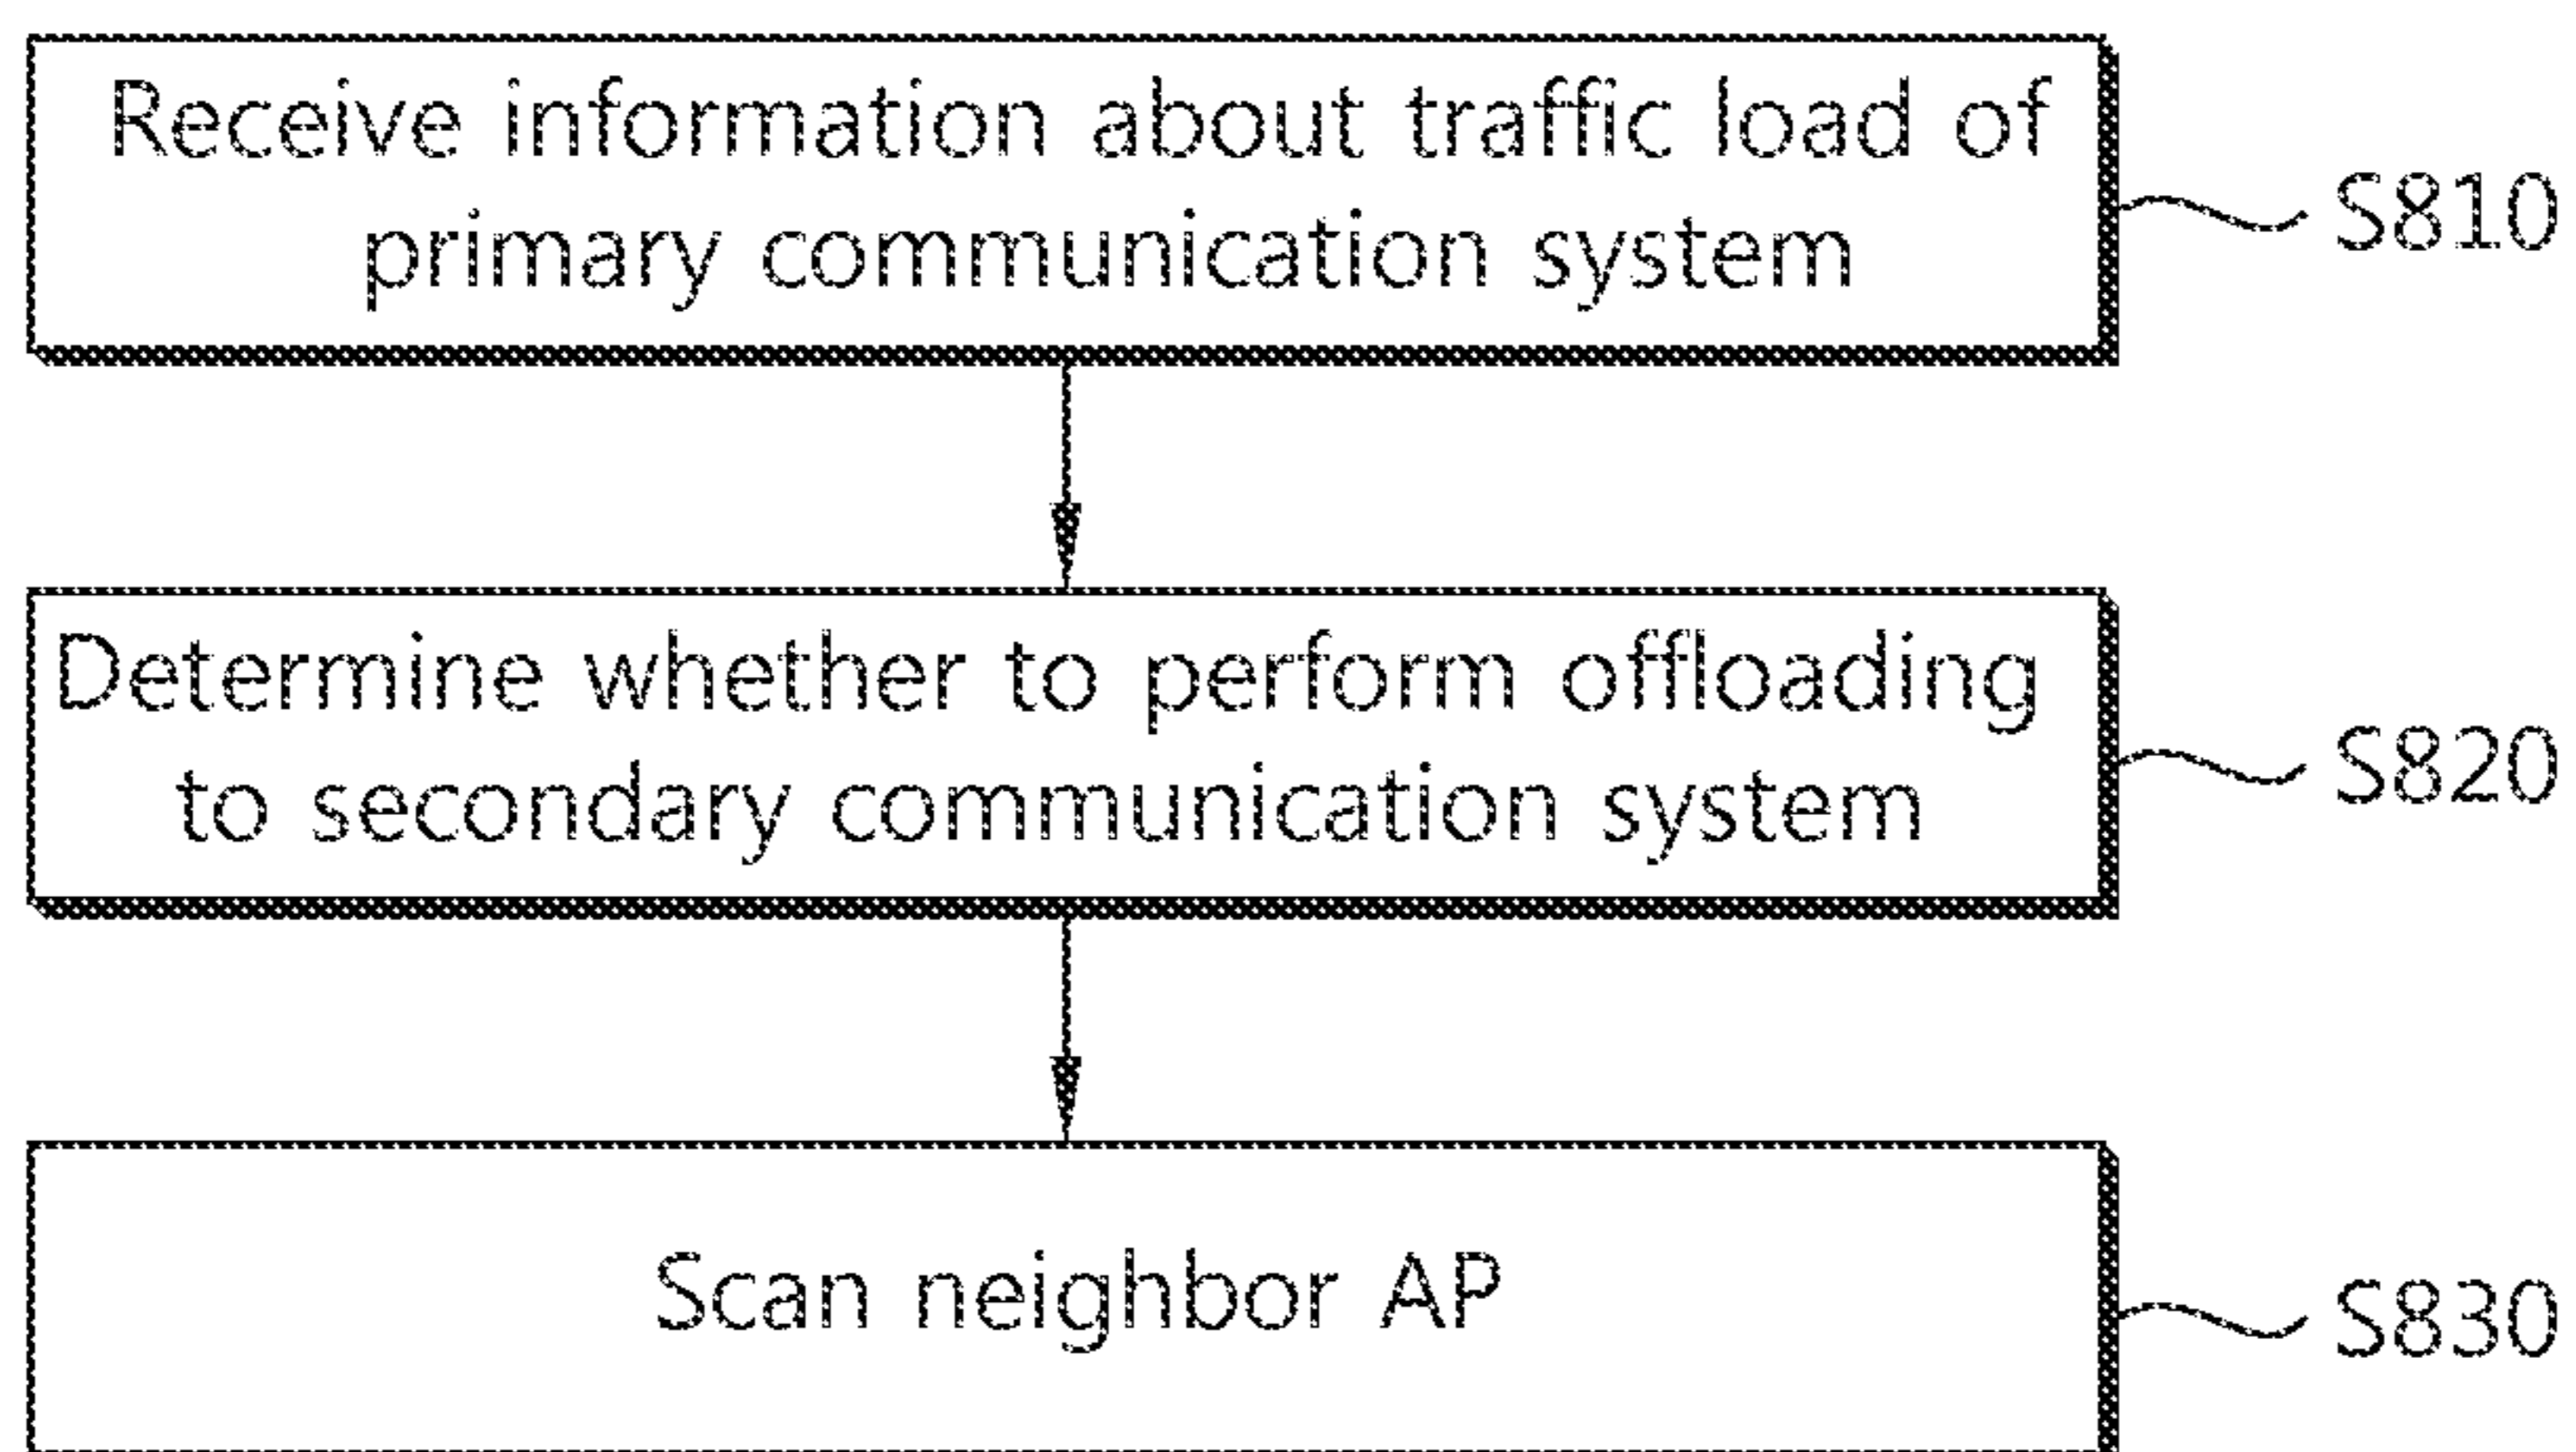 Receive information about traffic load of
primary communication system
S810
Determine whether to perform offloading
to secondary communication system
S820
Scan neighbor AP
S830